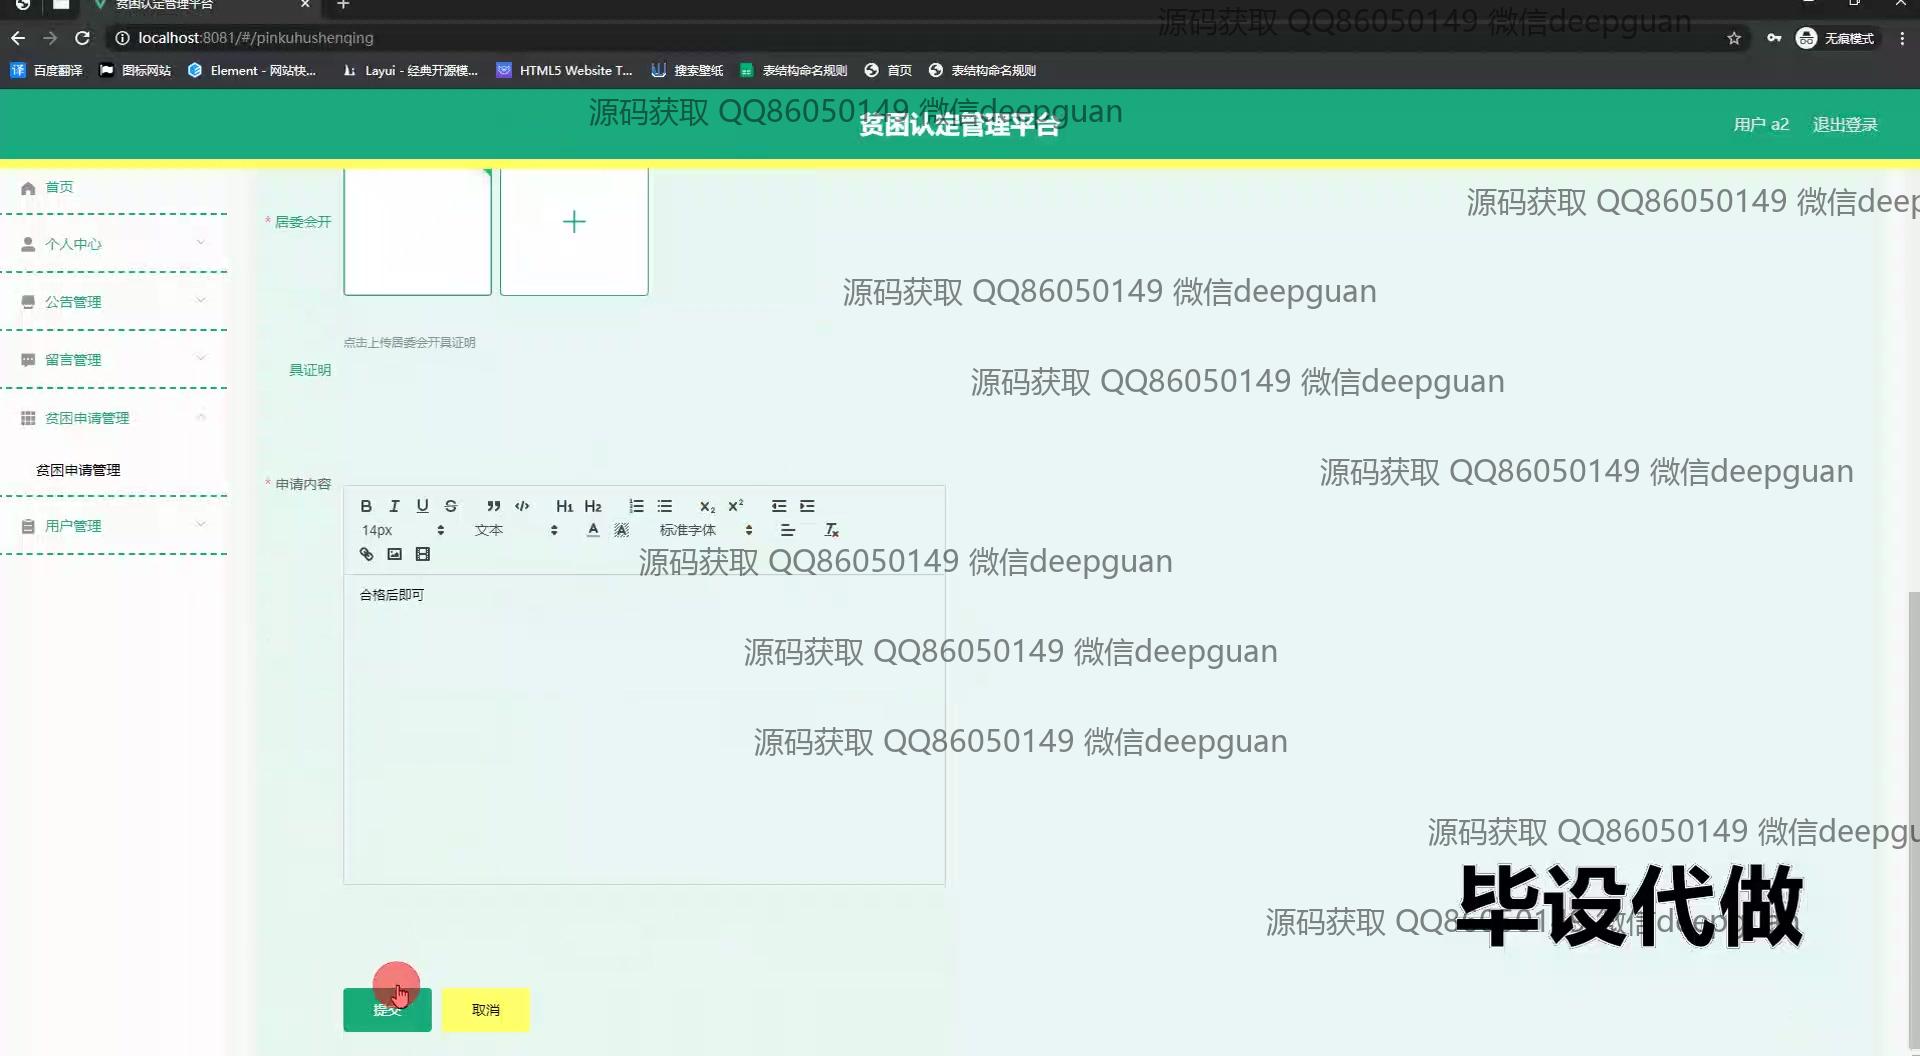 贫困认定管理平台
源码获取 QQ86050149 微信deepguan
localhost:8081/#/pinkuhushenqing
无痕模式
百度翻译
图标网站
Element - 网站快...
Layui - 经典开源模...
HTML5 Website T...
搜索壁纸
表结构命名规则
首页
表结构命名规则
源码获取 QQ86050149 微信deepguan
贫困认定管理平台
用户 a2
退出登录
首页
源码获取 QQ86050149 微信deep
* 居委会开
个人中心
源码获取 QQ86050149 微信deepguan
公告管理
点击上传居委会开具证明
留言管理
具证明
源码获取 QQ86050149 微信deepguan
贫困申请管理
贫困申请管理
源码获取 QQ86050149 微信deepguan
* 申请内容
B I U S H1 H2 X2 X2
用户管理
14px 文本 标准字体
源码获取 QQ86050149 微信deepguan
合格后即可
源码获取 QQ86050149 微信deepguan
源码获取 QQ86050149 微信deepguan
源码获取 QQ86050149 微信deepgu
毕设代做
源码获取 QQ86050149 微信deepguan
提交
取消